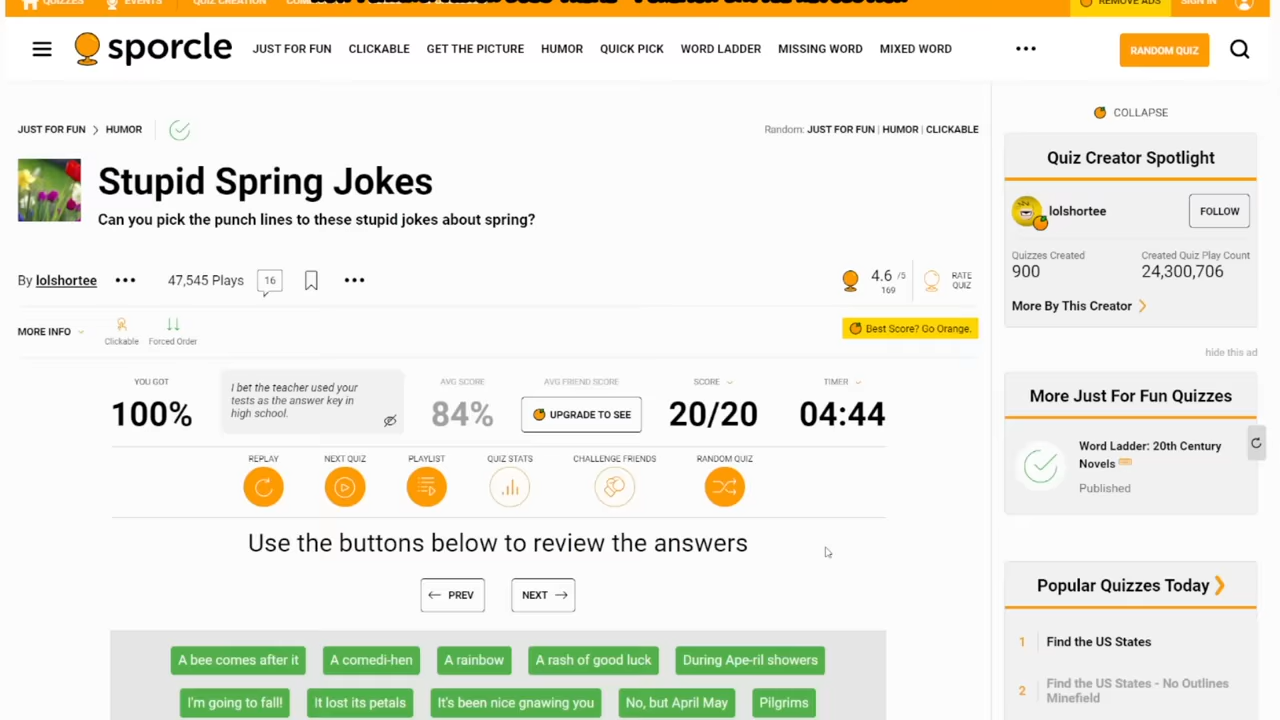 QUIZZES EVENTS QUIZ CREATION REMOVE ADS SIGN IN
sporcle JUST FOR FUN CLICKABLE GET THE PICTURE HUMOR QUICK PICK WORD LADDER MISSING WORD MIXED WORD ••• RANDOM QUIZ
COLLAPSE
JUST FOR FUN > HUMOR
Random: JUST FOR FUN | HUMOR | CLICKABLE
Stupid Spring Jokes
Can you pick the punch lines to these stupid jokes about spring?
By lolshortee ••• 47,545 Plays 16 •••
4.6 /5
169
RATE
QUIZ
MORE INFO
Clickable
Forced Order
Best Score? Go Orange.
YOU GOT
100%
I bet the teacher used your
tests as the answer key in
high school.
AVG SCORE
84%
AVG FRIEND SCORE
UPGRADE TO SEE
SCORE
20/20
TIMER
04:44
REPLAY
NEXT QUIZ
PLAYLIST
QUIZ STATS
CHALLENGE FRIENDS
RANDOM QUIZ
Use the buttons below to review the answers
← PREV
NEXT →
A bee comes after it
A comedi-hen
A rainbow
A rash of good luck
During Ape-ril showers
I'm going to fall!
It lost its petals
It's been nice gnawing you
No, but April May
Pilgrims
Quiz Creator Spotlight
lolshortee
FOLLOW
Quizzes Created
900
Created Quiz Play Count
24,300,706
More By This Creator
hide this ad
More Just For Fun Quizzes
Word Ladder: 20th Century
Novels
Published
Popular Quizzes Today
1 Find the US States
2 Find the US States - No Outlines
Minefield